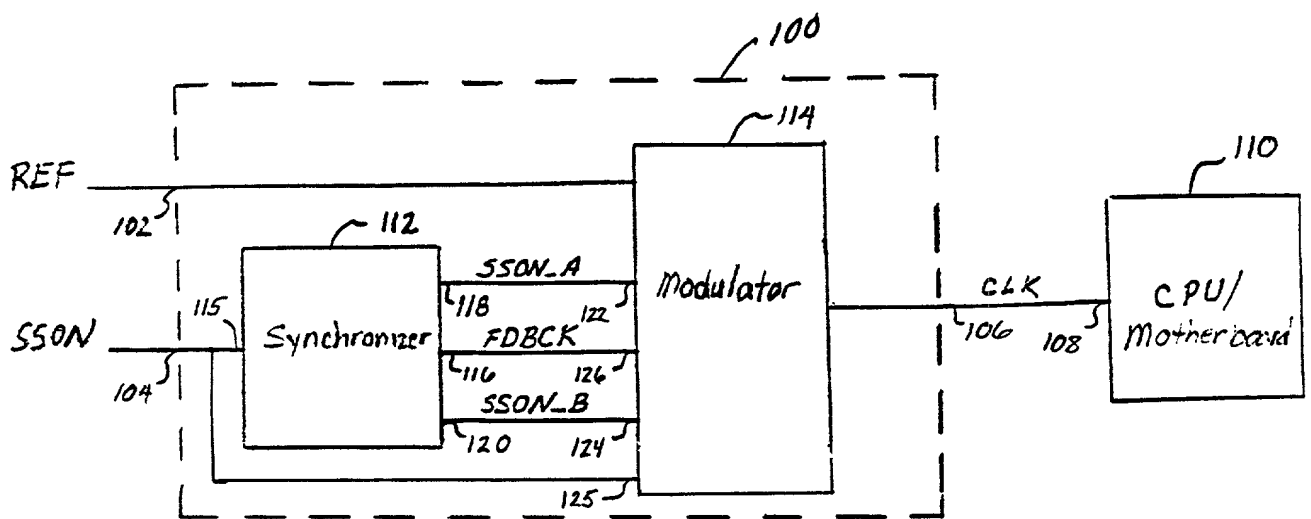 100
114
REF
102
110
112
SSON_A
118
122
Modulator
CLK
106
108
CPU/
Motherboard
SSON
104
115
Synchronizer
FDBCK
116
126
SSON_B
120
124
125